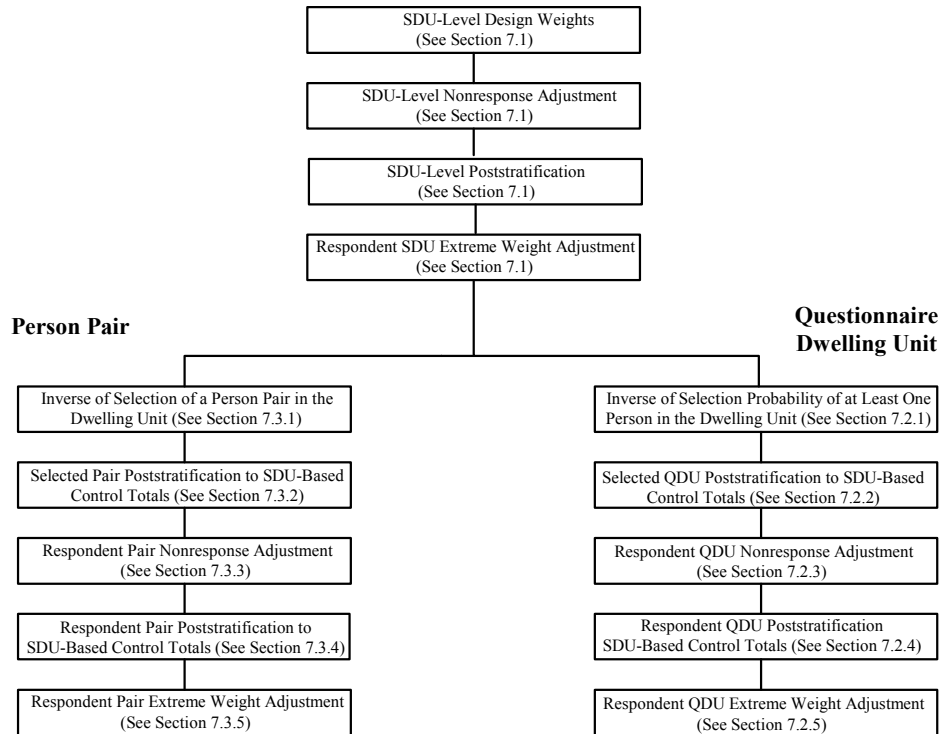 SDU-Level Design Weights
(See Section 7.1)
SDU-Level Nonresponse Adjustment
(See Section 7.1)
SDU-Level Poststratification
(See Section 7.1)
Respondent SDU Extreme Weight Adjustment
(See Section 7.1)
Person Pair
Questionnaire
Dwelling Unit
Inverse of Selection of a Person Pair in the
Dwelling Unit (See Section 7.3.1)
Selected Pair Poststratification to SDU-Based
Control Totals (See Section 7.3.2)
Respondent Pair Nonresponse Adjustment
(See Section 7.3.3)
Respondent Pair Poststratification to
SDU-Based Control Totals (See Section 7.3.4)
Respondent Pair Extreme Weight Adjustment
(See Section 7.3.5)
Inverse of Selection Probability of at Least One
Person in the Dwelling Unit (See Section 7.2.1)
Selected QDU Poststratification to SDU-Based
Control Totals (See Section 7.2.2)
Respondent QDU Nonresponse Adjustment
(See Section 7.2.3)
Respondent QDU Poststratification
SDU-Based Control Totals (See Section 7.2.4)
Respondent QDU Extreme Weight Adjustment
(See Section 7.2.5)